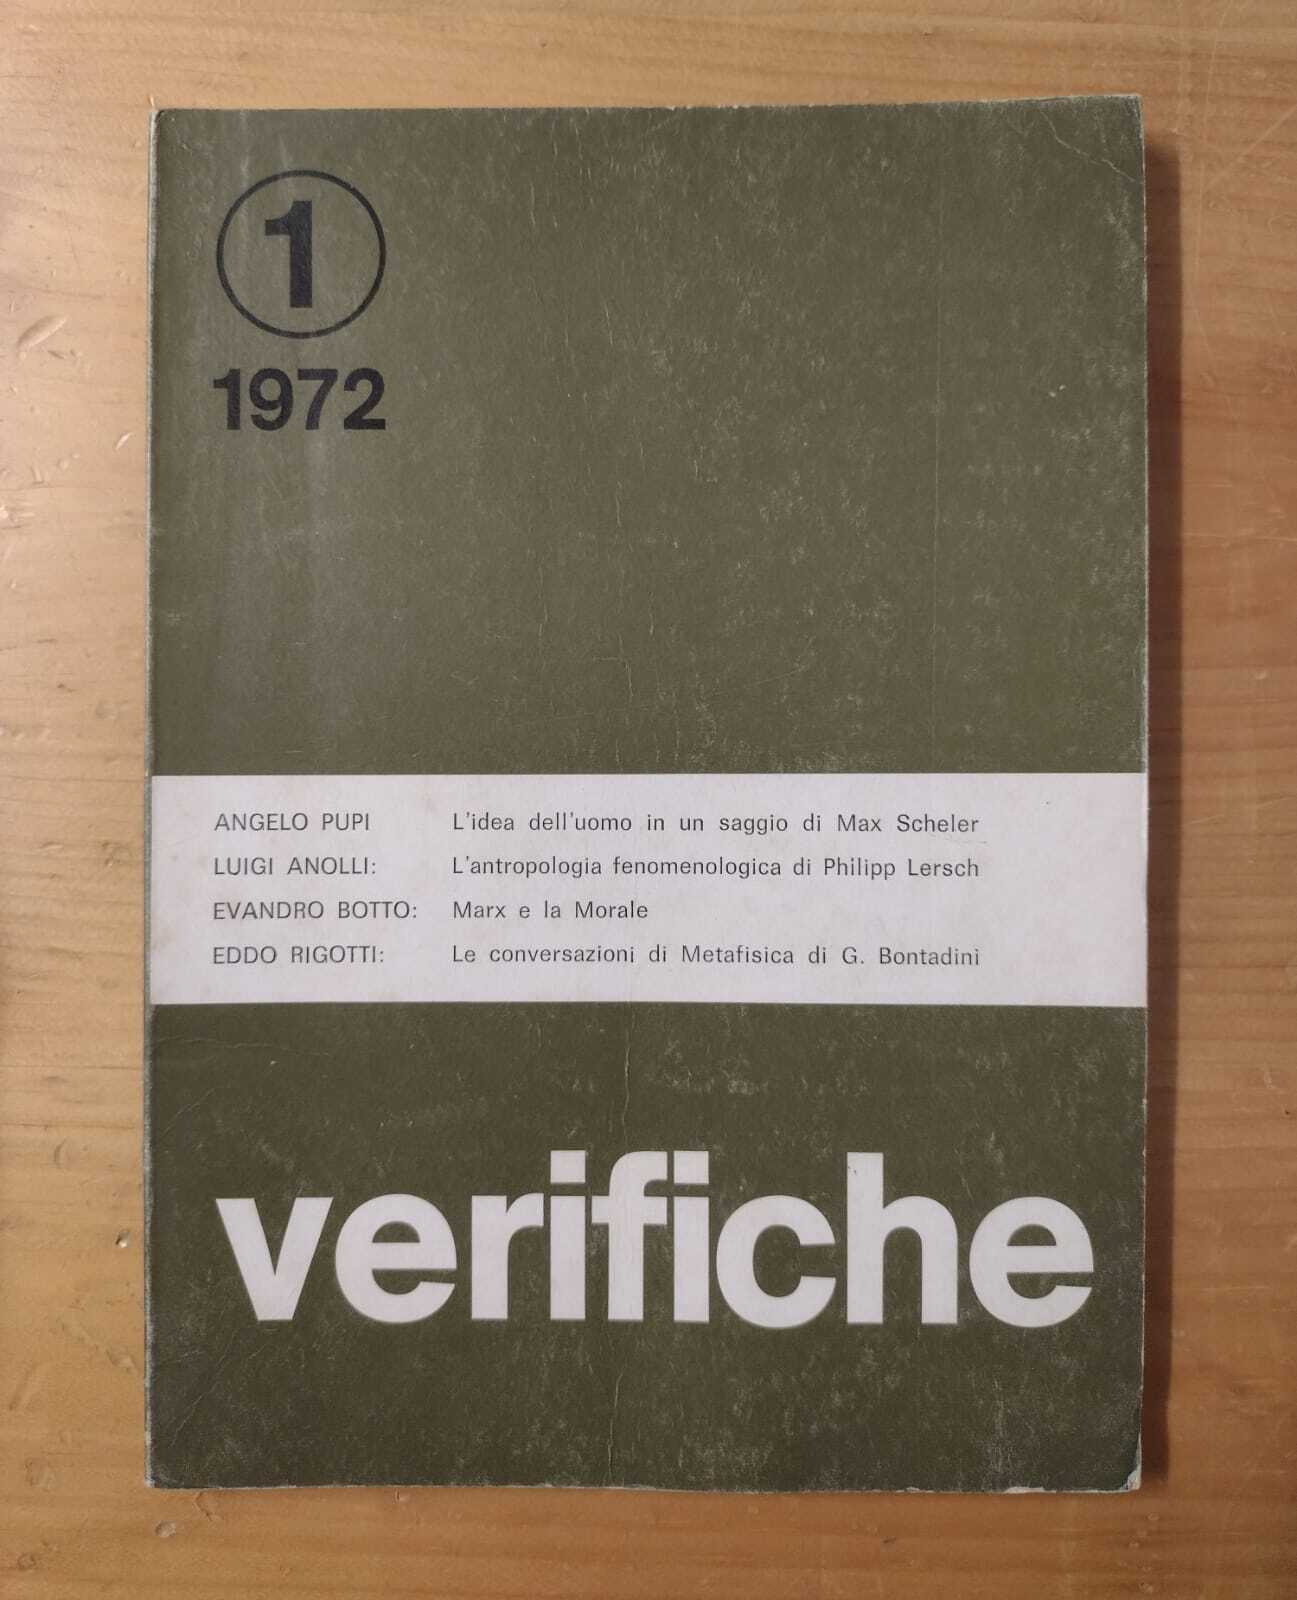 1
1972
ANGELO PUPI L'idea dell'uomo in un saggio di Max Scheler
LUIGI ANOLLI: L'antropologia fenomenologica di Philipp Lersch
EVANDRO BOTTO: Marx e la Morale
EDDO RIGOTTI: Le conversazioni di Metafisica di G. Bontadini
verifiche